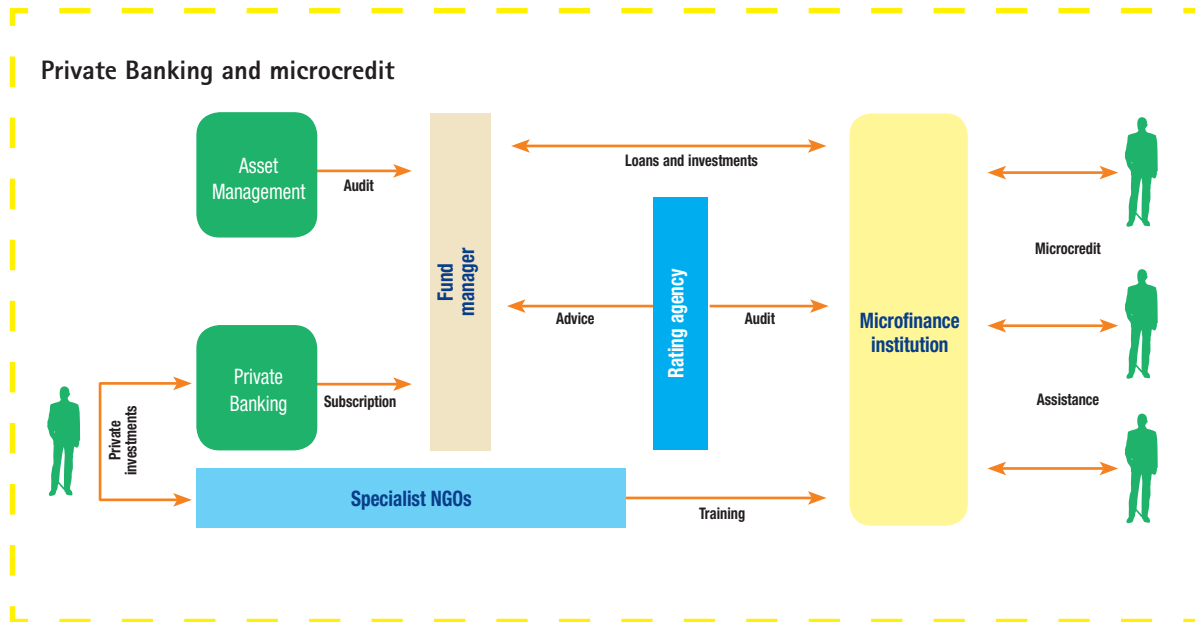 Private Banking and microcredit
Asset
Management
Audit
Fund
manager
Loans and investments
Rating agency
Advice
Audit
Microfinance
institution
Microcredit
Assistance
Private
Banking
Subscription
Private
investments
Specialist NGOs
Training